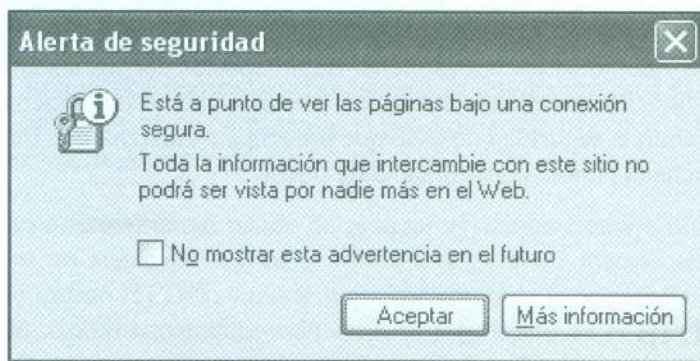 Alerta de seguridad
Está a punto de ver las páginas bajo una conexión
segura.
Toda la información que intercambie con este sitio no
podrá ser vista por nadie más en el Web.
No mostrar esta advertencia en el futuro
Aceptar
Más información